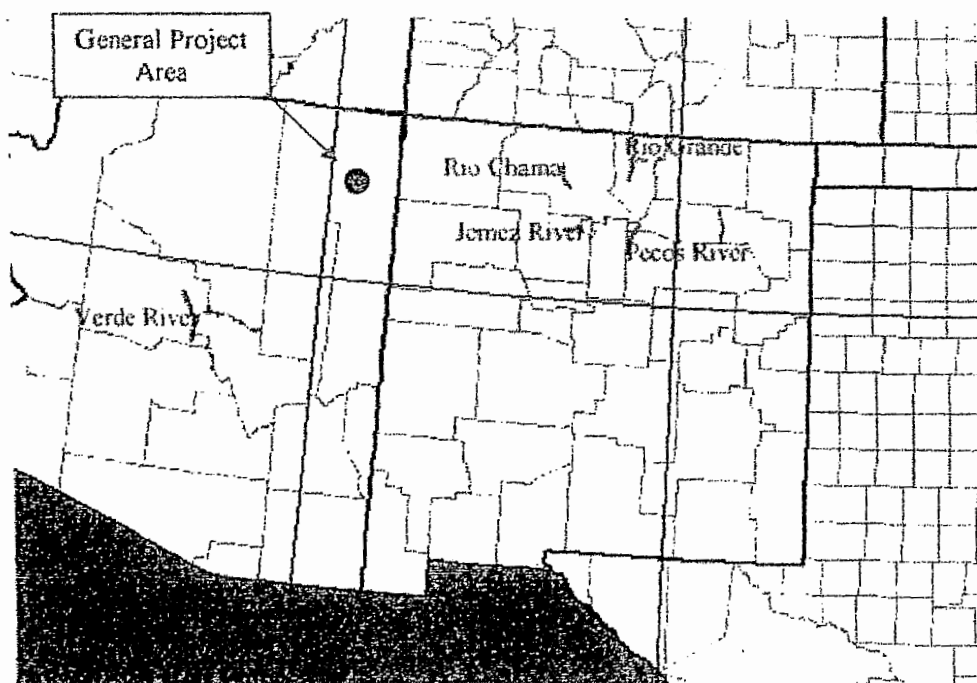 General Project
Area
Rio Grande
Rio Chama
Jemez River
Pecos River
Verde River